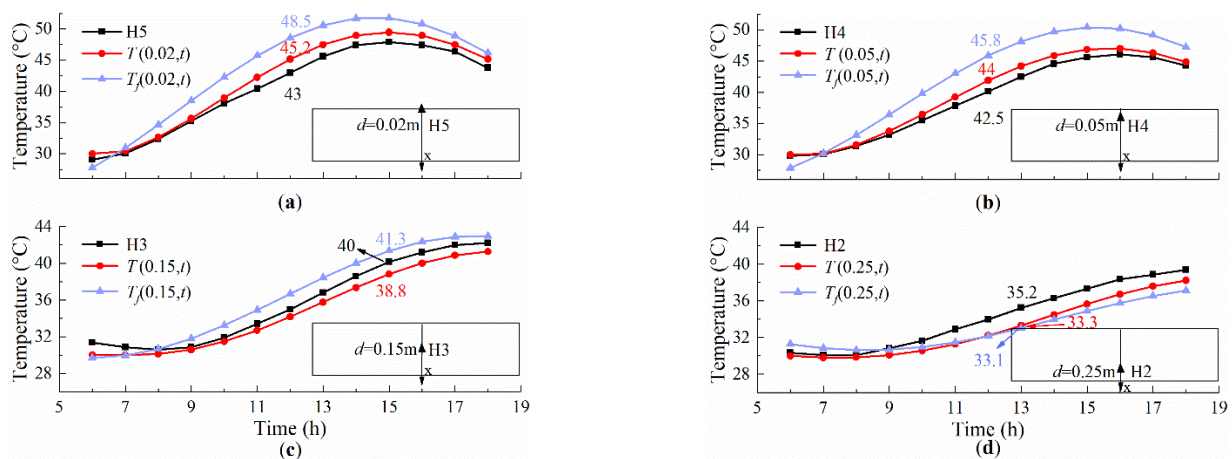 Temperature (°C)
50
45
40
35
30
H5
T(0.02,t)
T_f(0.02,t)
48.5
45.2
43
d=0.02m
H5
x
(a)
Temperature (°C)
50
45
40
35
30
H4
T(0.05,t)
T_f(0.05,t)
45.8
44
42.5
d=0.05m
H4
x
(b)
Temperature (°C)
44
40
36
32
28
H3
T(0.15,t)
T_f(0.15,t)
40
41.3
38.8
d=0.15m
H3
x
5 7 9 11 13 15 17 19
Time (h)
(c)
Temperature (°C)
44
40
36
32
28
H2
T(0.25,t)
T_f(0.25,t)
35.2
33.3
33.1
d=0.25m
H2
x
5 7 9 11 13 15 17 19
Time (h)
(d)